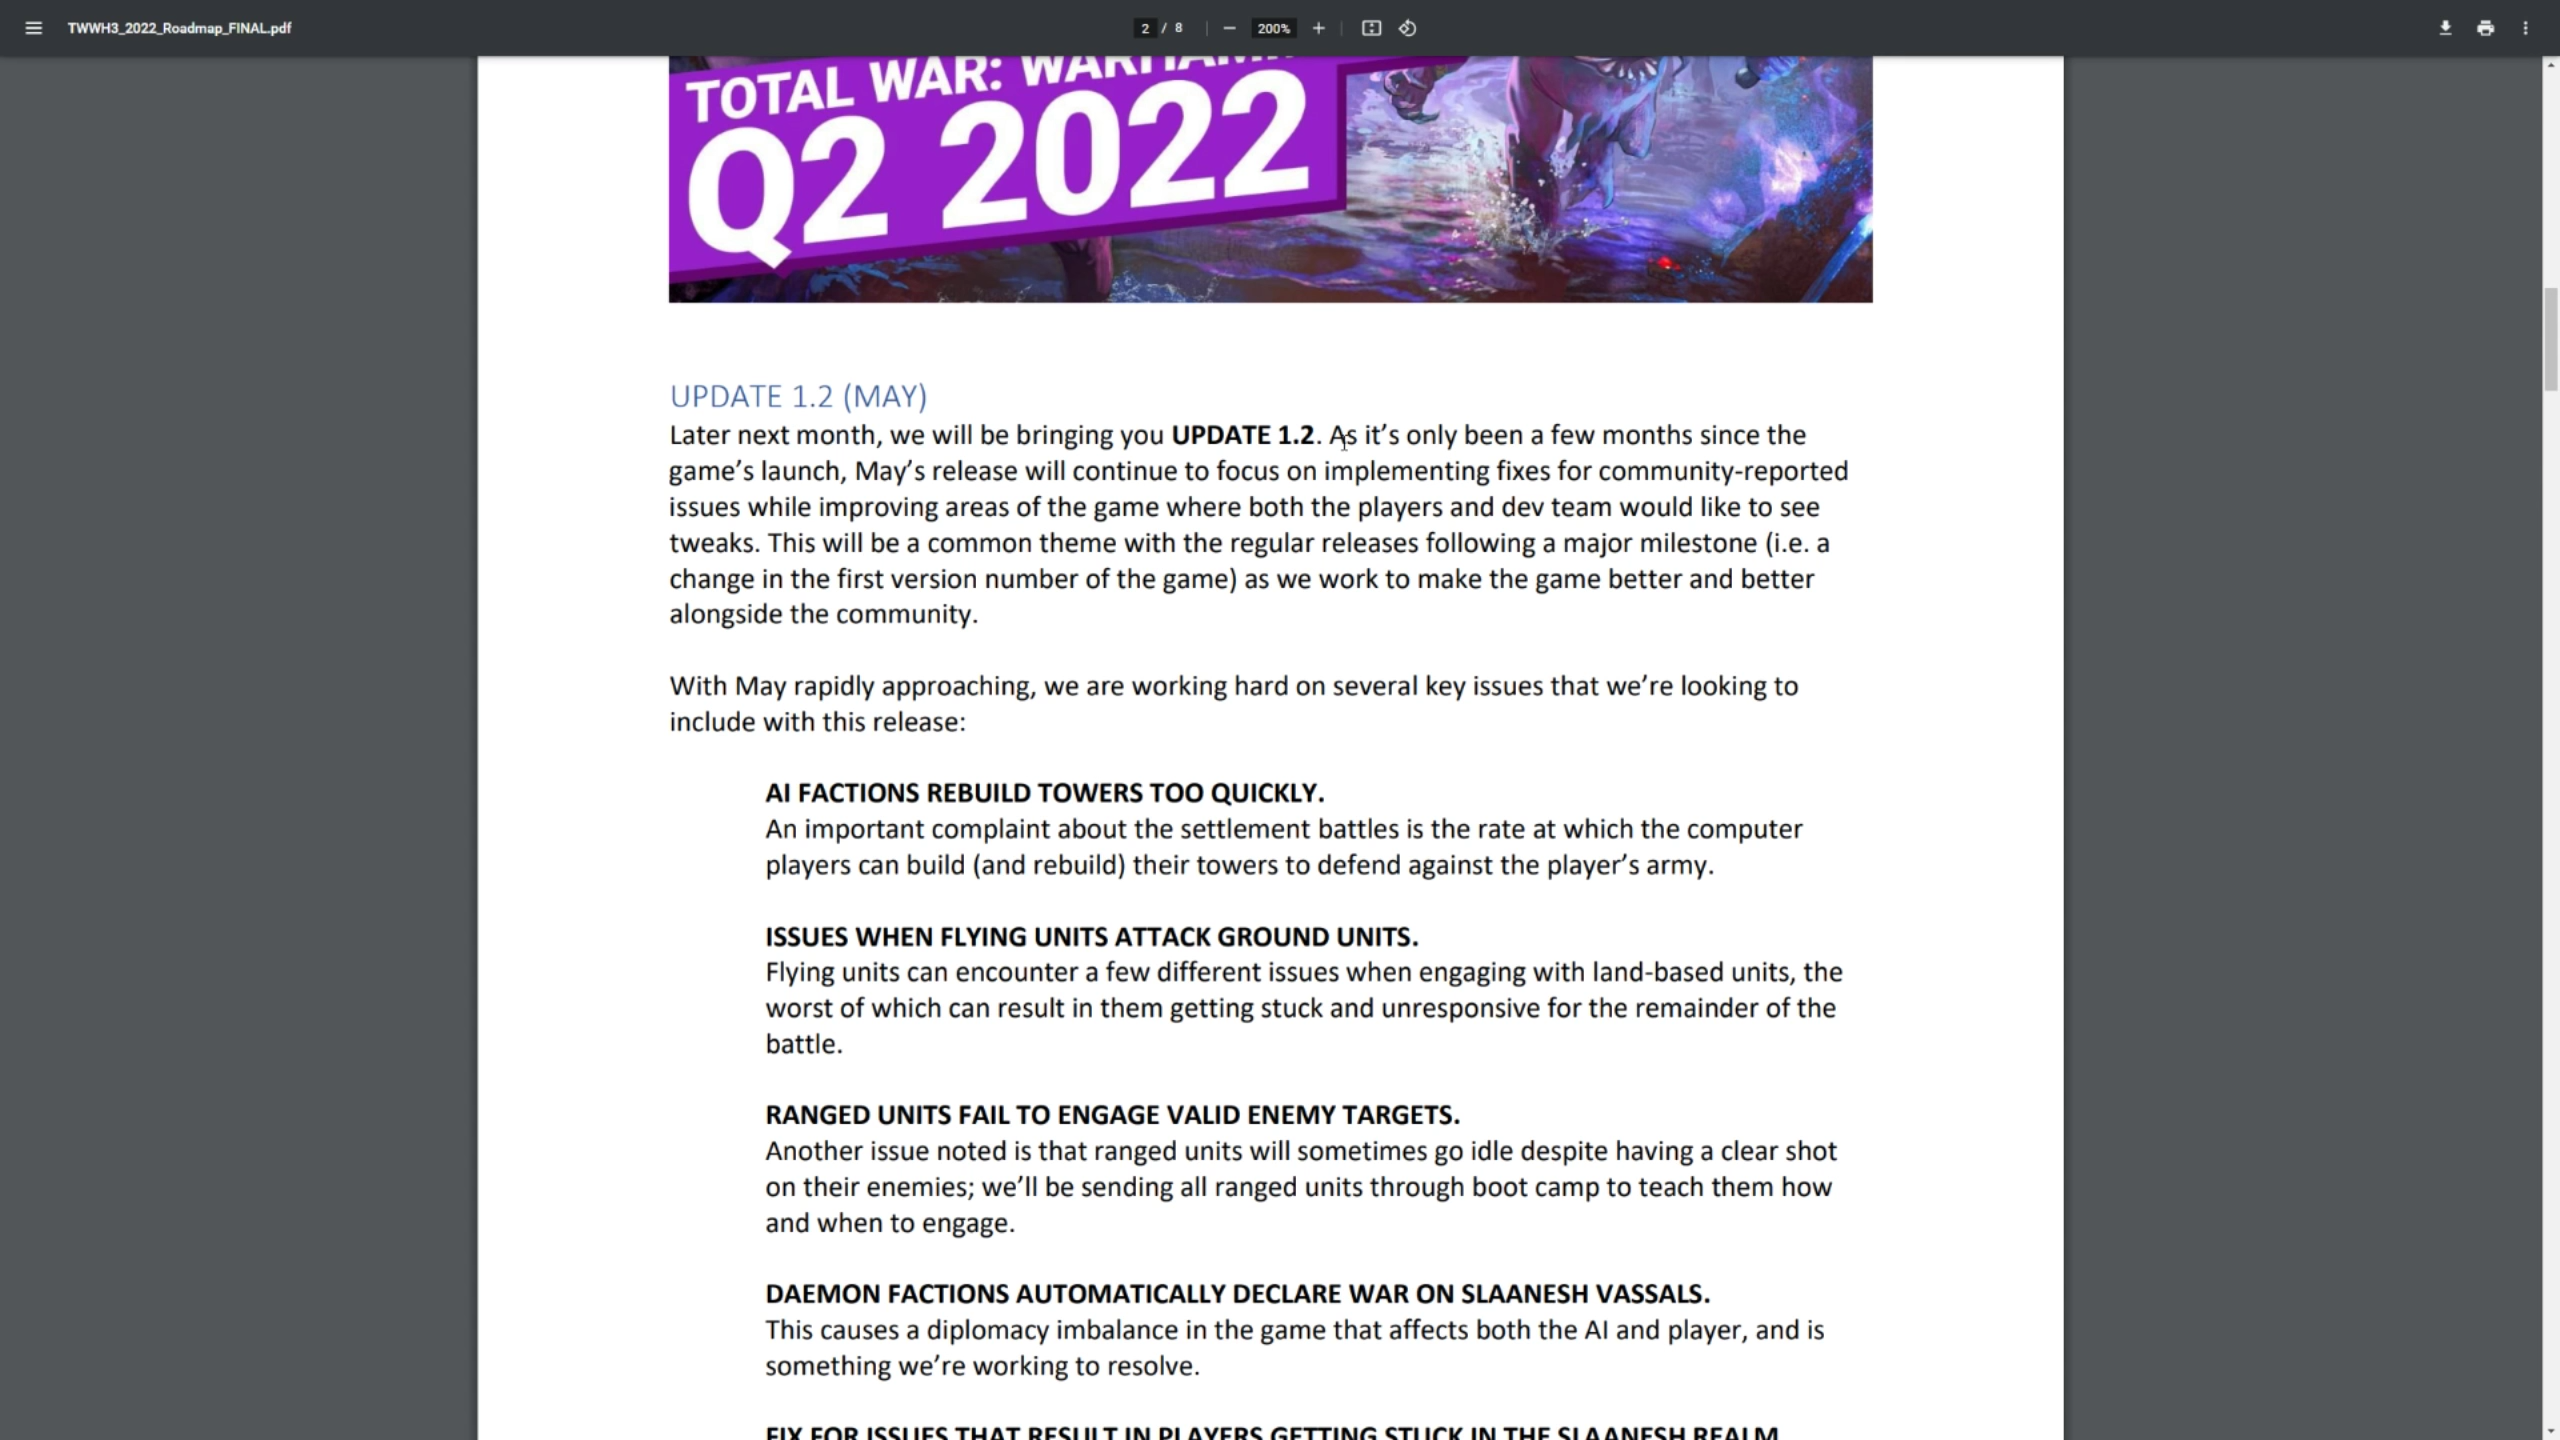 TWWH3_2022_Roadmap_FINAL.pdf
2 / 8
200%
TOTAL WAR:
Q2 2022
UPDATE 1.2 (MAY)
Later next month, we will be bringing you UPDATE 1.2. As it’s only been a few months since the
game’s launch, May’s release will continue to focus on implementing fixes for community-reported
issues while improving areas of the game where both the players and dev team would like to see
tweaks. This will be a common theme with the regular releases following a major milestone (i.e. a
change in the first version number of the game) as we work to make the game better and better
alongside the community.
With May rapidly approaching, we are working hard on several key issues that we’re looking to
include with this release:
AI FACTIONS REBUILD TOWERS TOO QUICKLY.
An important complaint about the settlement battles is the rate at which the computer
players can build (and rebuild) their towers to defend against the player’s army.
ISSUES WHEN FLYING UNITS ATTACK GROUND UNITS.
Flying units can encounter a few different issues when engaging with land-based units, the
worst of which can result in them getting stuck and unresponsive for the remainder of the
battle.
RANGED UNITS FAIL TO ENGAGE VALID ENEMY TARGETS.
Another issue noted is that ranged units will sometimes go idle despite having a clear shot
on their enemies; we’ll be sending all ranged units through boot camp to teach them how
and when to engage.
DAEMON FACTIONS AUTOMATICALLY DECLARE WAR ON SLAANESH VASSALS.
This causes a diplomacy imbalance in the game that affects both the AI and player, and is
something we’re working to resolve.
FIX FOR ISSUES THAT RESULT IN PLAYERS GETTING STUCK IN THE SLAANESH REALM